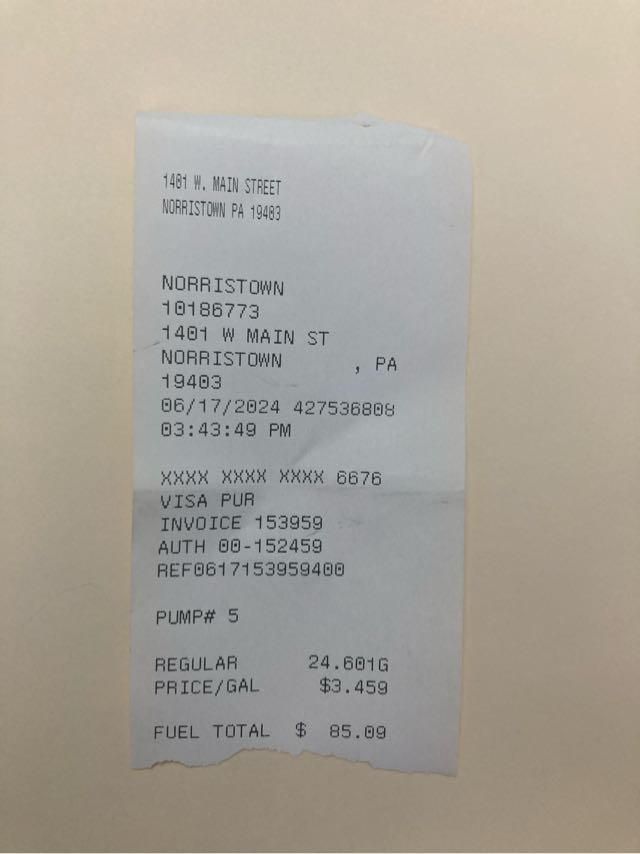 1401 W. MAIN STREET
NORRISTOWN PA 19403
NORRISTOWN
10186773
1401 W MAIN ST
NORRISTOWN , PA
19403
06/17/2024 427536808
03:43:49 PM
XXXX XXXX XXXX 6676
VISA PUR
INVOICE 153959
AUTH 00-152459
REF0617153959400
PUMP# 5
REGULAR 24.601G
PRICE/GAL $3.459
FUEL TOTAL $ 85.09